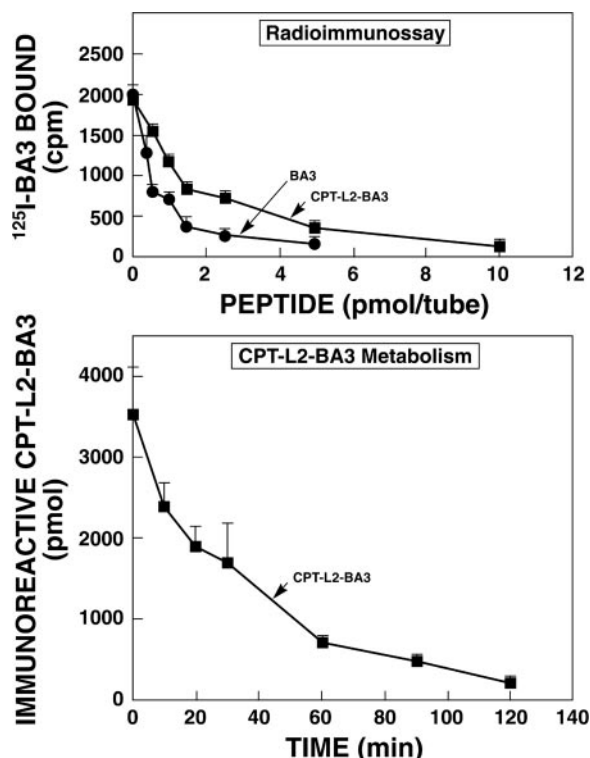 Radioimmunossay
¹²⁵I-BA3 BOUND
(cpm)
2500
2000
1500
1000
500
0
BA3
CPT-L2-BA3
0 2 4 6 8 10 12
PEPTIDE (pmol/tube)
CPT-L2-BA3 Metabolism
IMMUNOREACTIVE CPT-L2-BA3
(pmol)
4000
3000
2000
1000
0
CPT-L2-BA3
0 20 40 60 80 100 120 140
TIME (min)